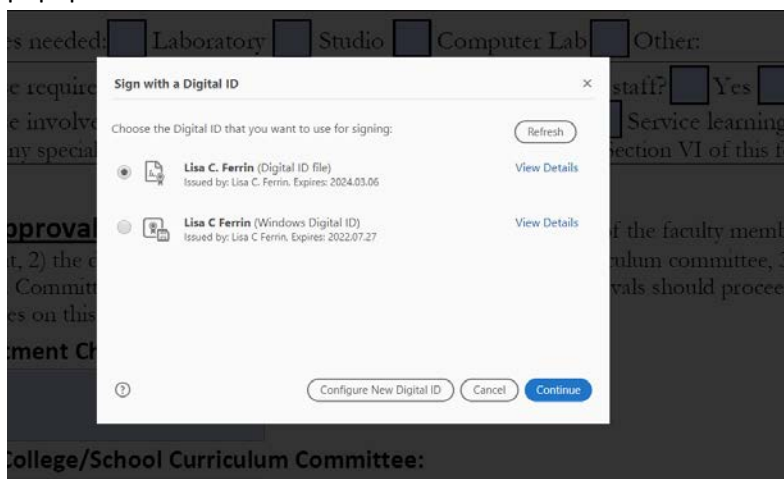 es needed: Laboratory Studio Computer Lab Other:
e require staff? Yes
e involve Service learning
ny special ection VI of this f
Sign with a Digital ID
Choose the Digital ID that you want to use for signing:
Refresh
Lisa C. Ferrin (Digital ID file)
View Details
Issued by: Lisa C. Ferrin. Expires: 2024.03.06
Lisa C Ferrin (Windows Digital ID)
View Details
Issued by: Lisa C Ferrin, Expires: 2022.07.27
pproval of the faculty memb
t, 2) the c ulum committee, 3
Committ vals should procee
es on this
tment Ch
Configure New Digital ID Cancel Continue
College/School Curriculum Committee: